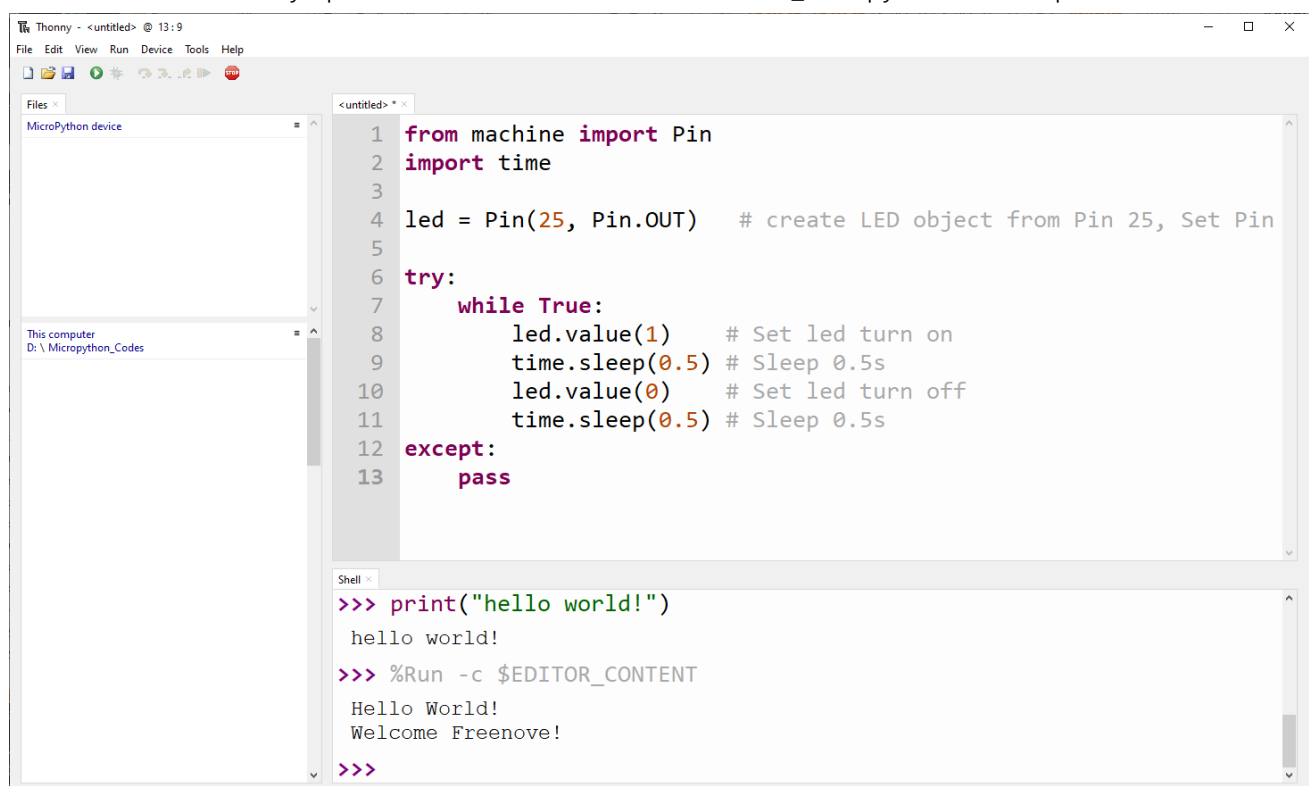 Thonny - <untitled> @ 13:9
File Edit View Run Device Tools Help
STOP
Files
MicroPython device
This computer
D: \ Micropython_Codes
<untitled> *
1 from machine import Pin
2 import time
3
4 led = Pin(25, Pin.OUT)   # create LED object from Pin 25, Set Pin
5
6 try:
7     while True:
8         led.value(1)    # Set led turn on
9         time.sleep(0.5) # Sleep 0.5s
10         led.value(0)    # Set led turn off
11         time.sleep(0.5) # Sleep 0.5s
12 except:
13     pass
Shell
>>> print("hello world!")
hello world!
>>> %Run -c $EDITOR_CONTENT
Hello World!
Welcome Freenove!
>>>